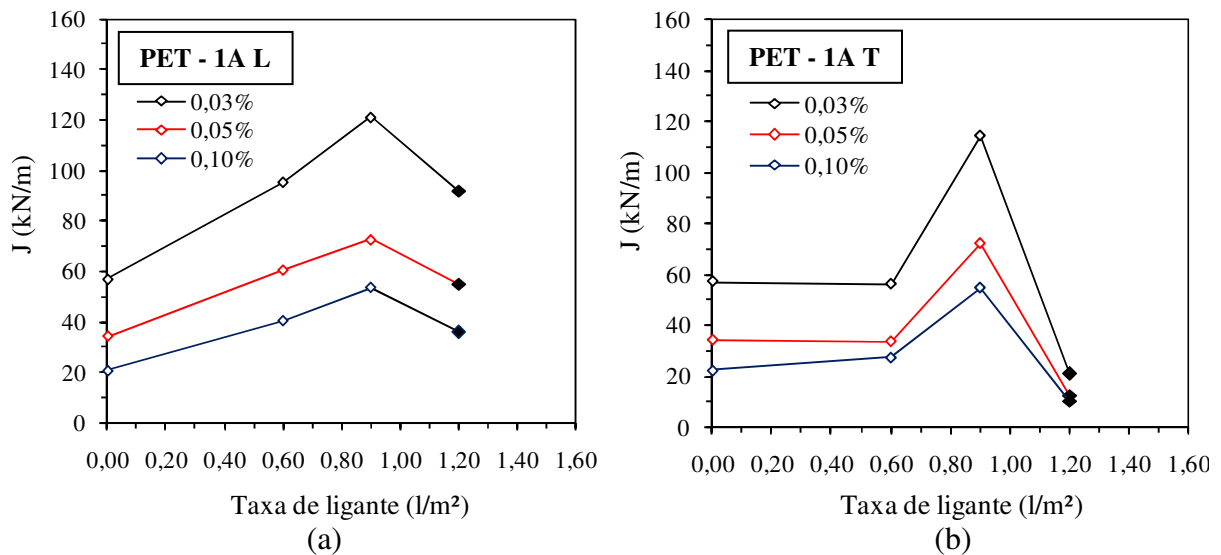 PET - 1A L
0,03%
0,05%
0,10%
J (kN/m)
160
140
120
100
80
60
40
20
0
0,00 0,20 0,40 0,60 0,80 1,00 1,20 1,40 1,60
Taxa de ligante (l/m²)
(a)
PET - 1A T
0,03%
0,05%
0,10%
J (kN/m)
160
140
120
100
80
60
40
20
0
0,00 0,20 0,40 0,60 0,80 1,00 1,20 1,40 1,60
Taxa de ligante (l/m²)
(b)